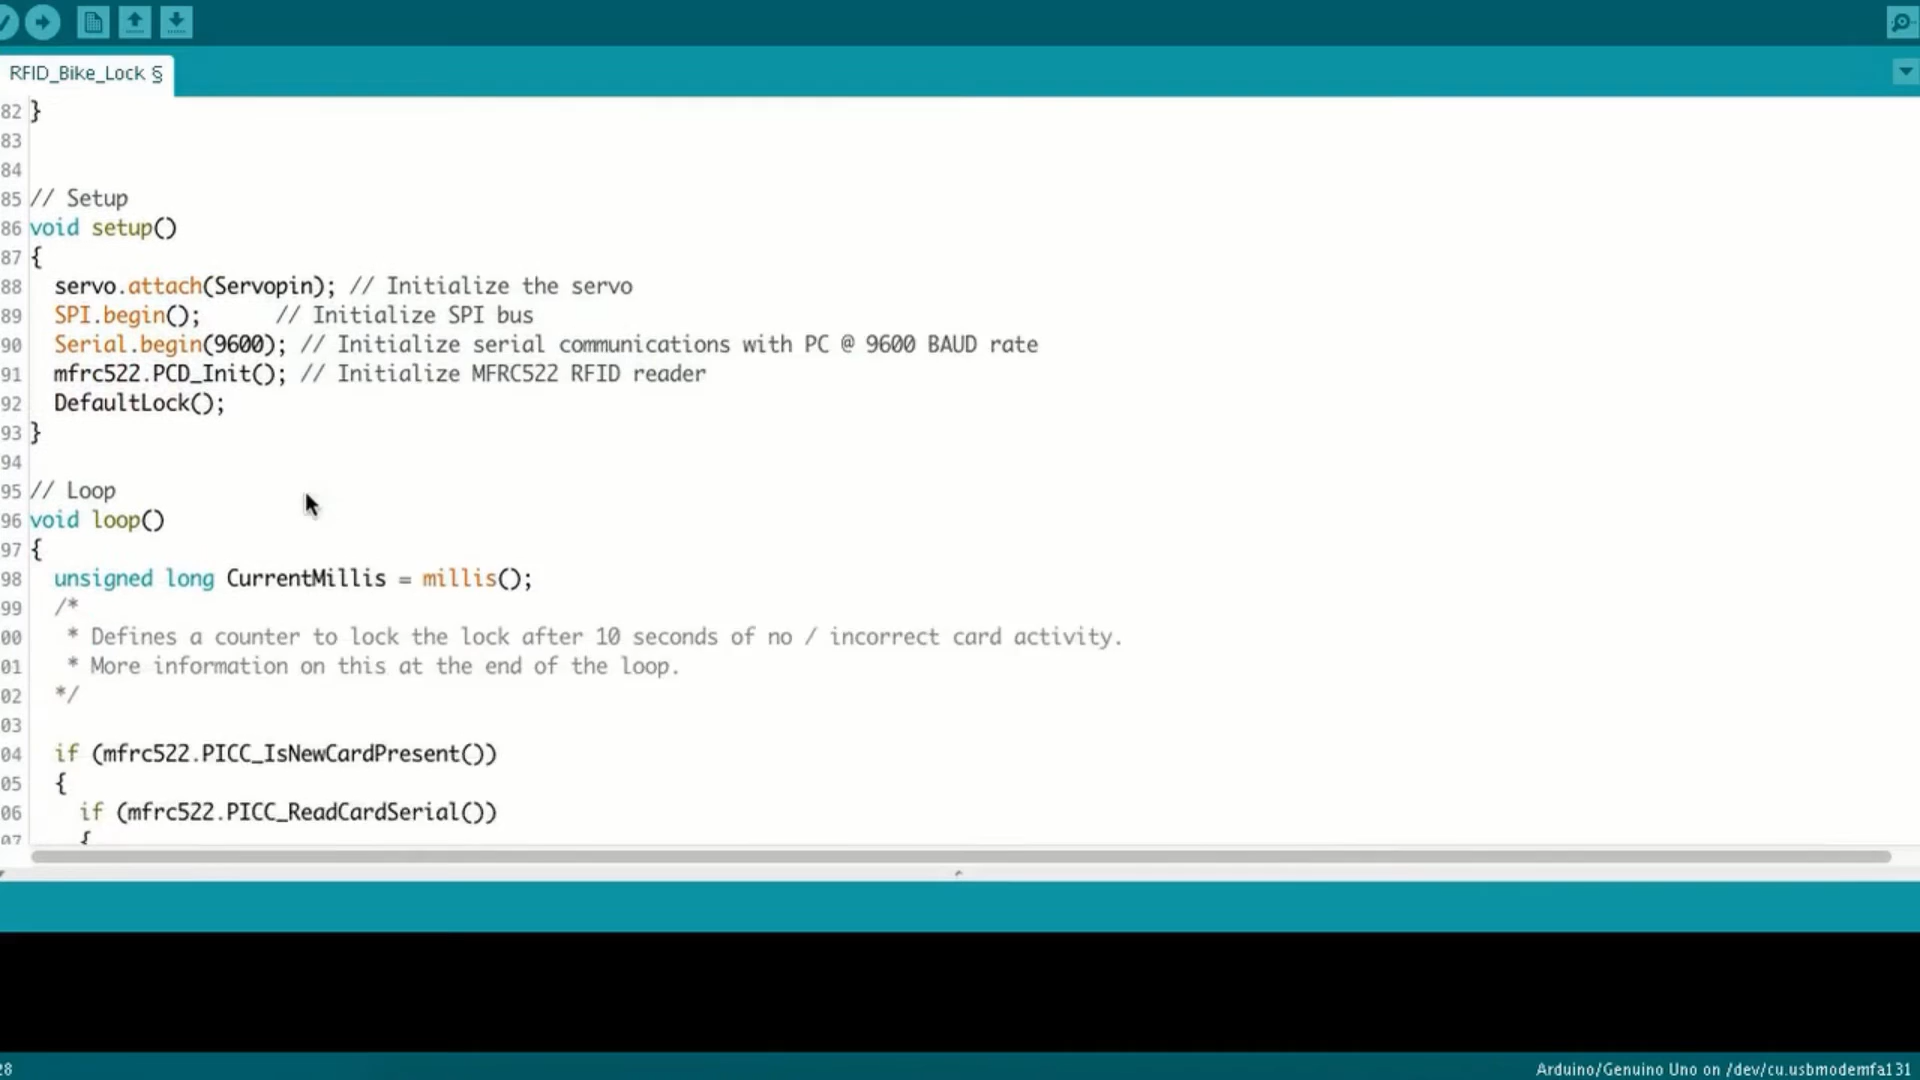 RFID_Bike_Lock §
82 }
83
84
85 // Setup
86 void setup()
87 {
88 servo.attach(Servopin); // Initialize the servo
89 SPI.begin();      // Initialize SPI bus
90 Serial.begin(9600); // Initialize serial communications with PC @ 9600 BAUD rate
91 mfrc522.PCD_Init(); // Initialize MFRC522 RFID reader
92 DefaultLock();
93 }
94
95 // Loop
96 void loop()
97 {
98 unsigned long CurrentMillis = millis();
99 /*
00 * Defines a counter to lock the lock after 10 seconds of no / incorrect card activity.
01 * More information on this at the end of the loop.
02 */
03
04 if (mfrc522.PICC_IsNewCardPresent())
05 {
06 if (mfrc522.PICC_ReadCardSerial())
07 {
28
Arduino/Genuino Uno on /dev/cu.usbmodemfa131